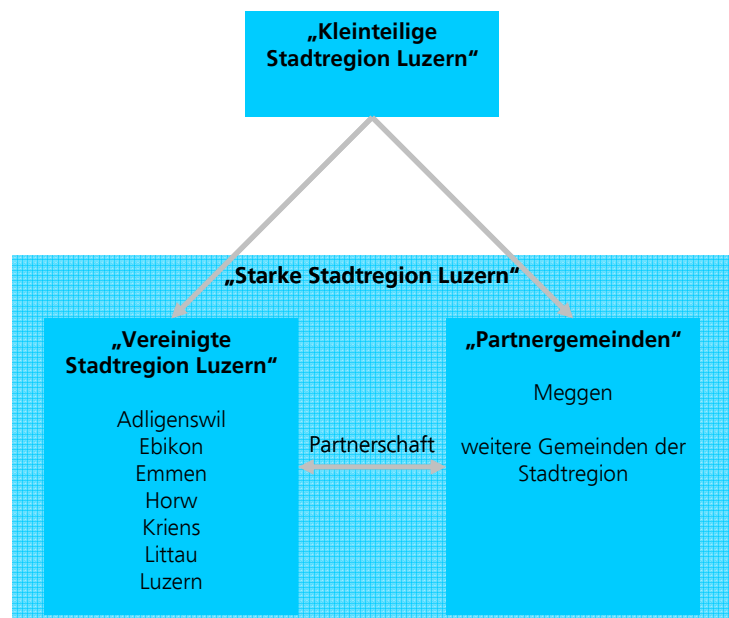 „Kleinteilige
Stadtregion Luzern“
„Starke Stadtregion Luzern“
„Vereinigte
Stadtregion Luzern“
Adligenswil
Ebikon
Emmen
Horw
Kriens
Littau
Luzern
Partnerschaft
„Partnergemeinden“
Meggen
weitere Gemeinden der
Stadtregion